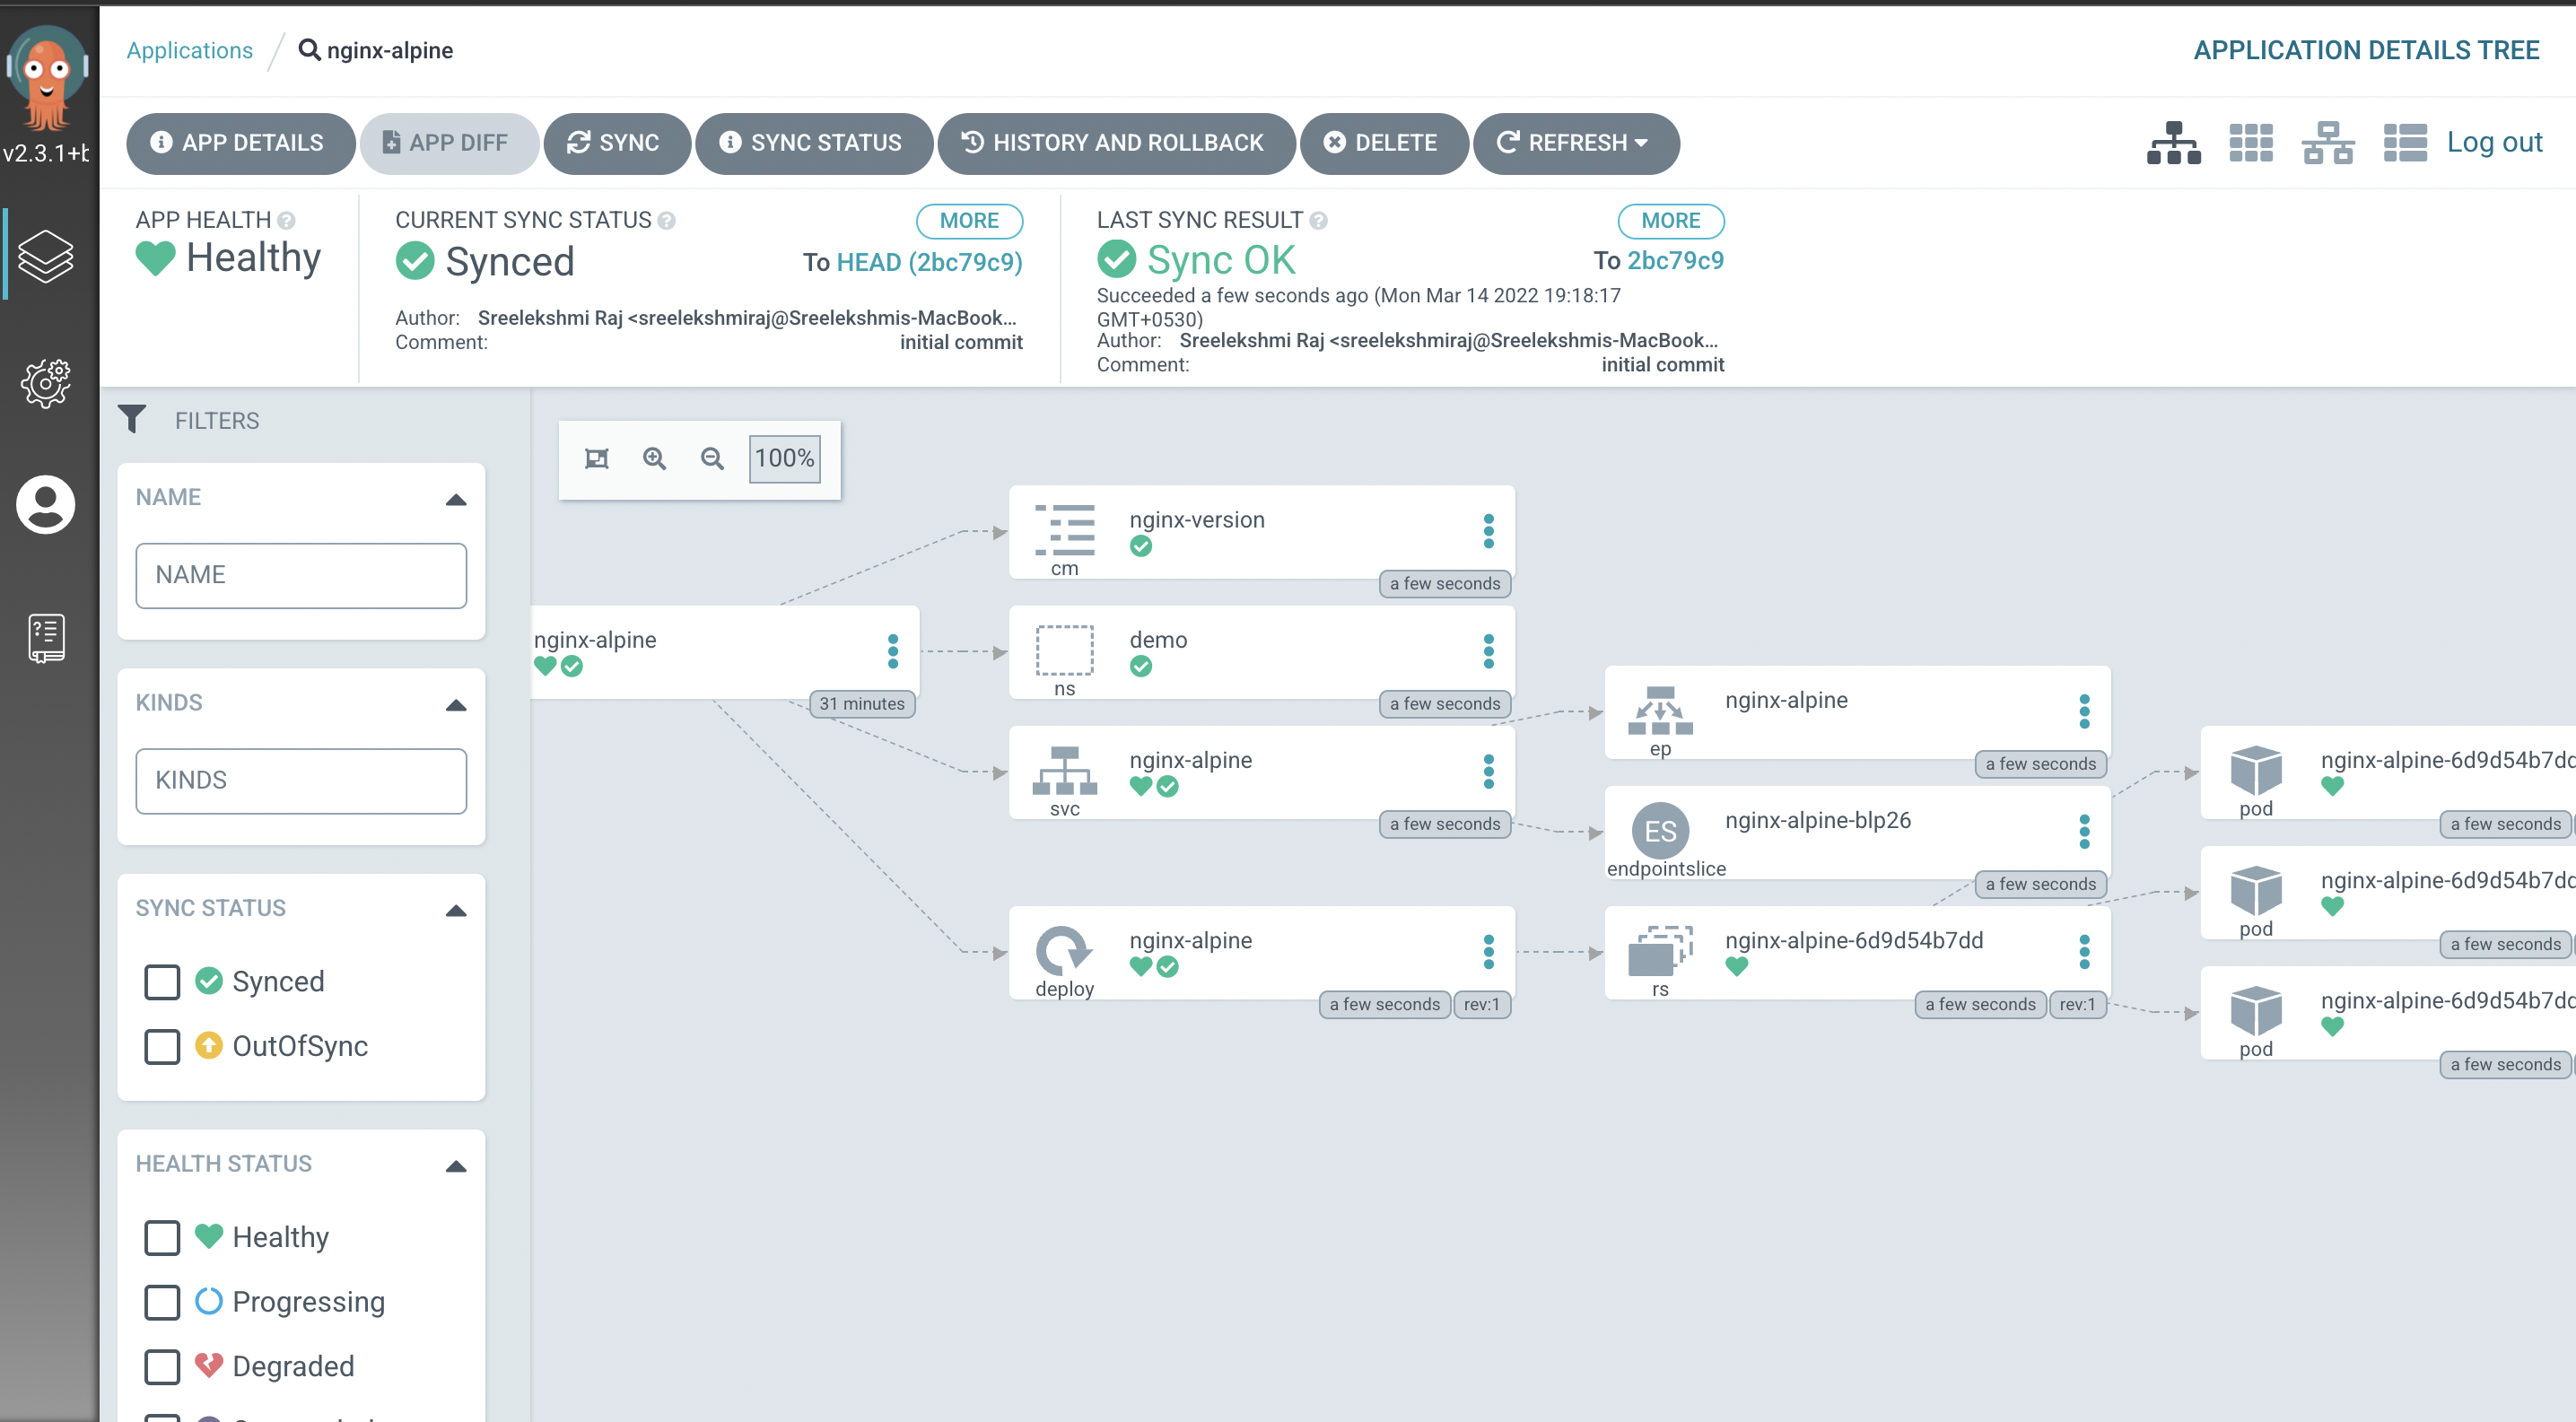 Applications
nginx-alpine
APPLICATION DETAILS TREE
v2.3.1+b
APP DETAILS
APP DIFF
SYNC
SYNC STATUS
HISTORY AND ROLLBACK
DELETE
REFRESH
Log out
APP HEALTH
Healthy
CURRENT SYNC STATUS
MORE
Synced
To HEAD (2bc79c9)
Author: Sreelekshmi Raj <sreelekshmiraj@Sreelekshmis-MacBook...
Comment: initial commit
LAST SYNC RESULT
MORE
Sync OK
To 2bc79c9
Succeeded a few seconds ago (Mon Mar 14 2022 19:18:17
GMT+0530)
Author: Sreelekshmi Raj <sreelekshmiraj@Sreelekshmis-MacBook...
Comment: initial commit
FILTERS
NAME
NAME
KINDS
KINDS
SYNC STATUS
Synced
OutOfSync
HEALTH STATUS
Healthy
Progressing
Degraded
100%
nginx-alpine
31 minutes
nginx-version
cm
a few seconds
demo
ns
a few seconds
nginx-alpine
svc
a few seconds
nginx-alpine
deploy
a few seconds
rev:1
nginx-alpine
ep
a few seconds
ES
nginx-alpine-blp26
endpointslice
a few seconds
nginx-alpine-6d9d54b7dd
rs
a few seconds
rev:1
nginx-alpine-6d9d54b7dd
pod
a few seconds
nginx-alpine-6d9d54b7dd
pod
a few seconds
nginx-alpine-6d9d54b7dd
pod
a few seconds